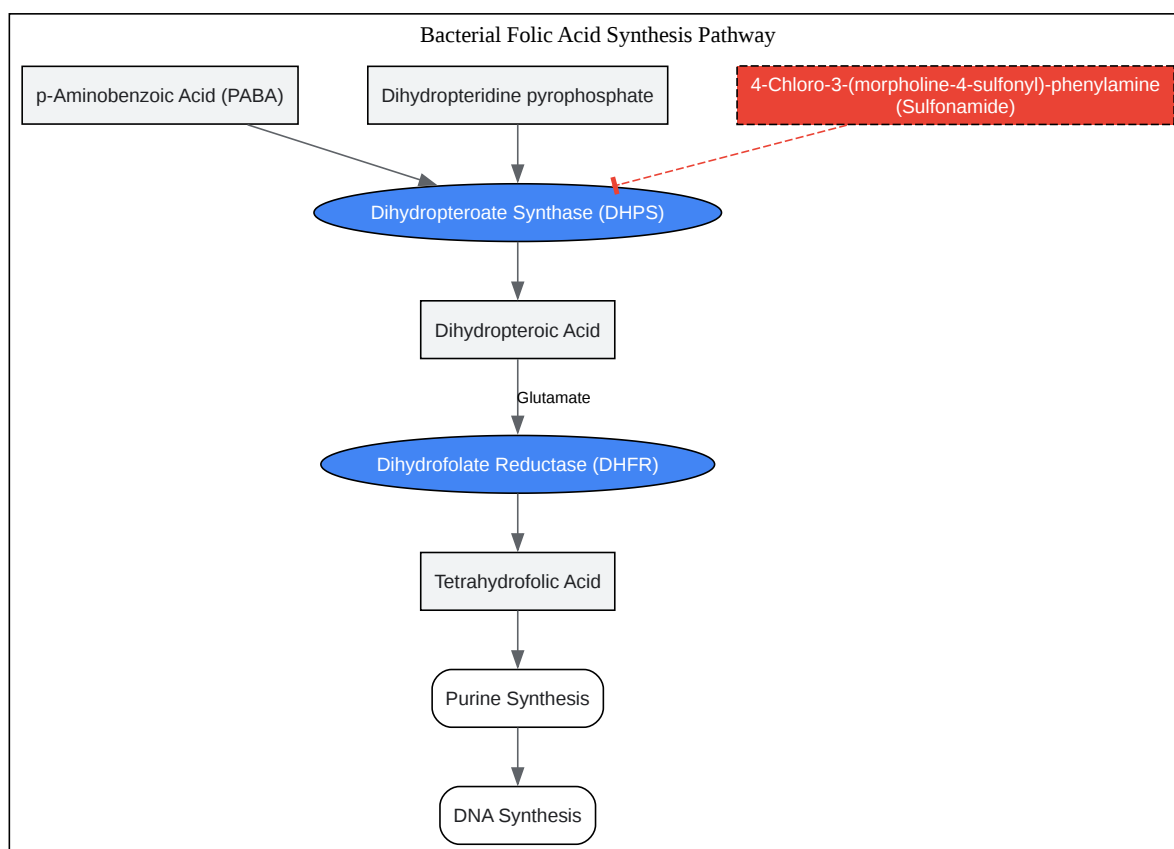 Bacterial Folic Acid Synthesis Pathway
p-Aminobenzoic Acid (PABA)
Dihydropteridine pyrophosphate
4-Chloro-3-(morpholine-4-sulfonyl)-phenylamine
(Sulfonamide)
Dihydropteroate Synthase (DHPS)
Dihydropteroic Acid
Glutamate
Dihydrofolate Reductase (DHFR)
Tetrahydrofolic Acid
Purine Synthesis
DNA Synthesis